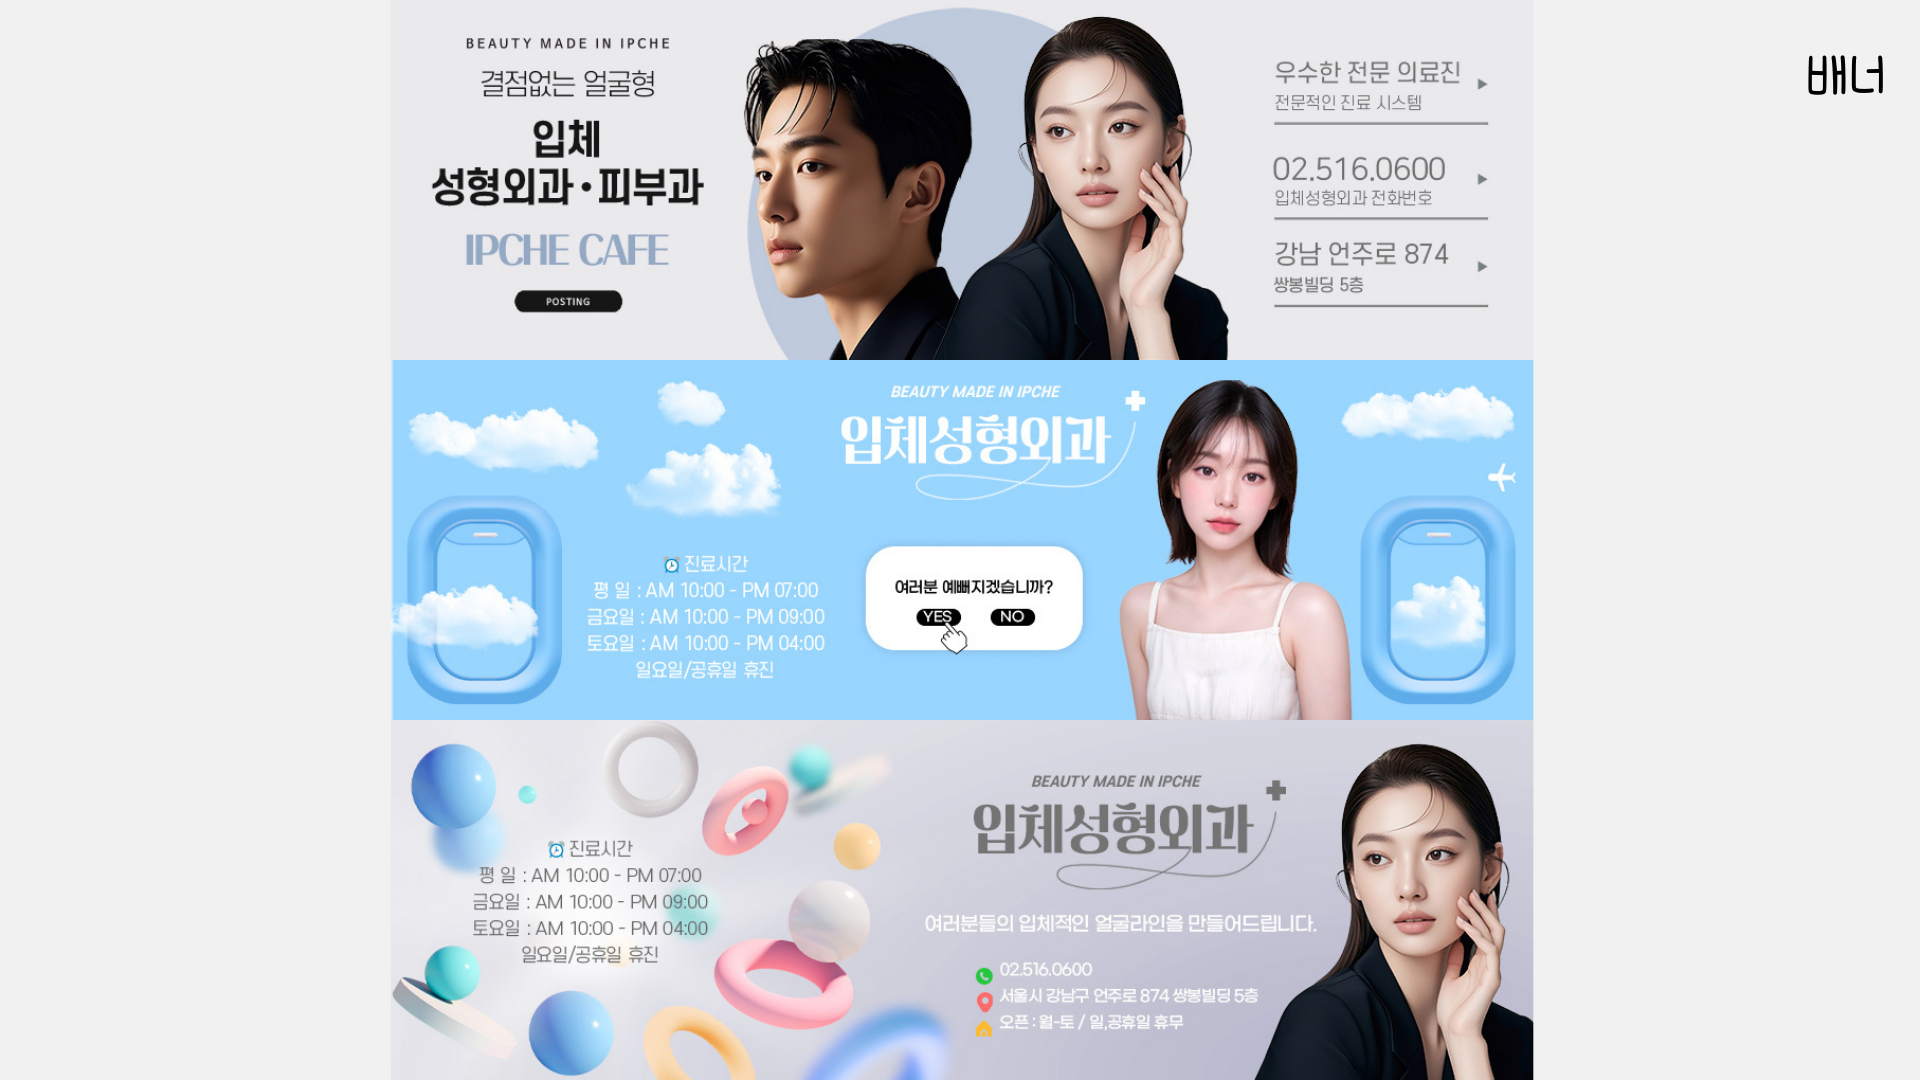 배너
BEAUTY MADE IN IPCHE
결점없는 얼굴형
입체
성형외과·피부과
IPCHE CAFE
POSTING
우수한 전문 의료진
전문적인 진료 시스템
02.516.0600
입체성형외과 전화번호
강남 언주로 874
쌍봉빌딩 5층
BEAUTY MADE IN IPCHE
입체성형외과
진료시간
평 일 : AM 10:00 - PM 07:00
금요일 : AM 10:00 - PM 09:00
토요일 : AM 10:00 - PM 04:00
일요일/공휴일 휴진
여러분 예뻐지겠습니까?
YES NO
진료시간
평 일 : AM 10:00 - PM 07:00
금요일 : AM 10:00 - PM 09:00
토요일 : AM 10:00 - PM 04:00
일요일/공휴일 휴진
BEAUTY MADE IN IPCHE
입체성형외과
여러분들의 입체적인 얼굴라인을 만들어드립니다.
02.516.0600
서울시 강남구 언주로 874 쌍봉빌딩 5층
오픈 : 월-토 / 일,공휴일 휴무